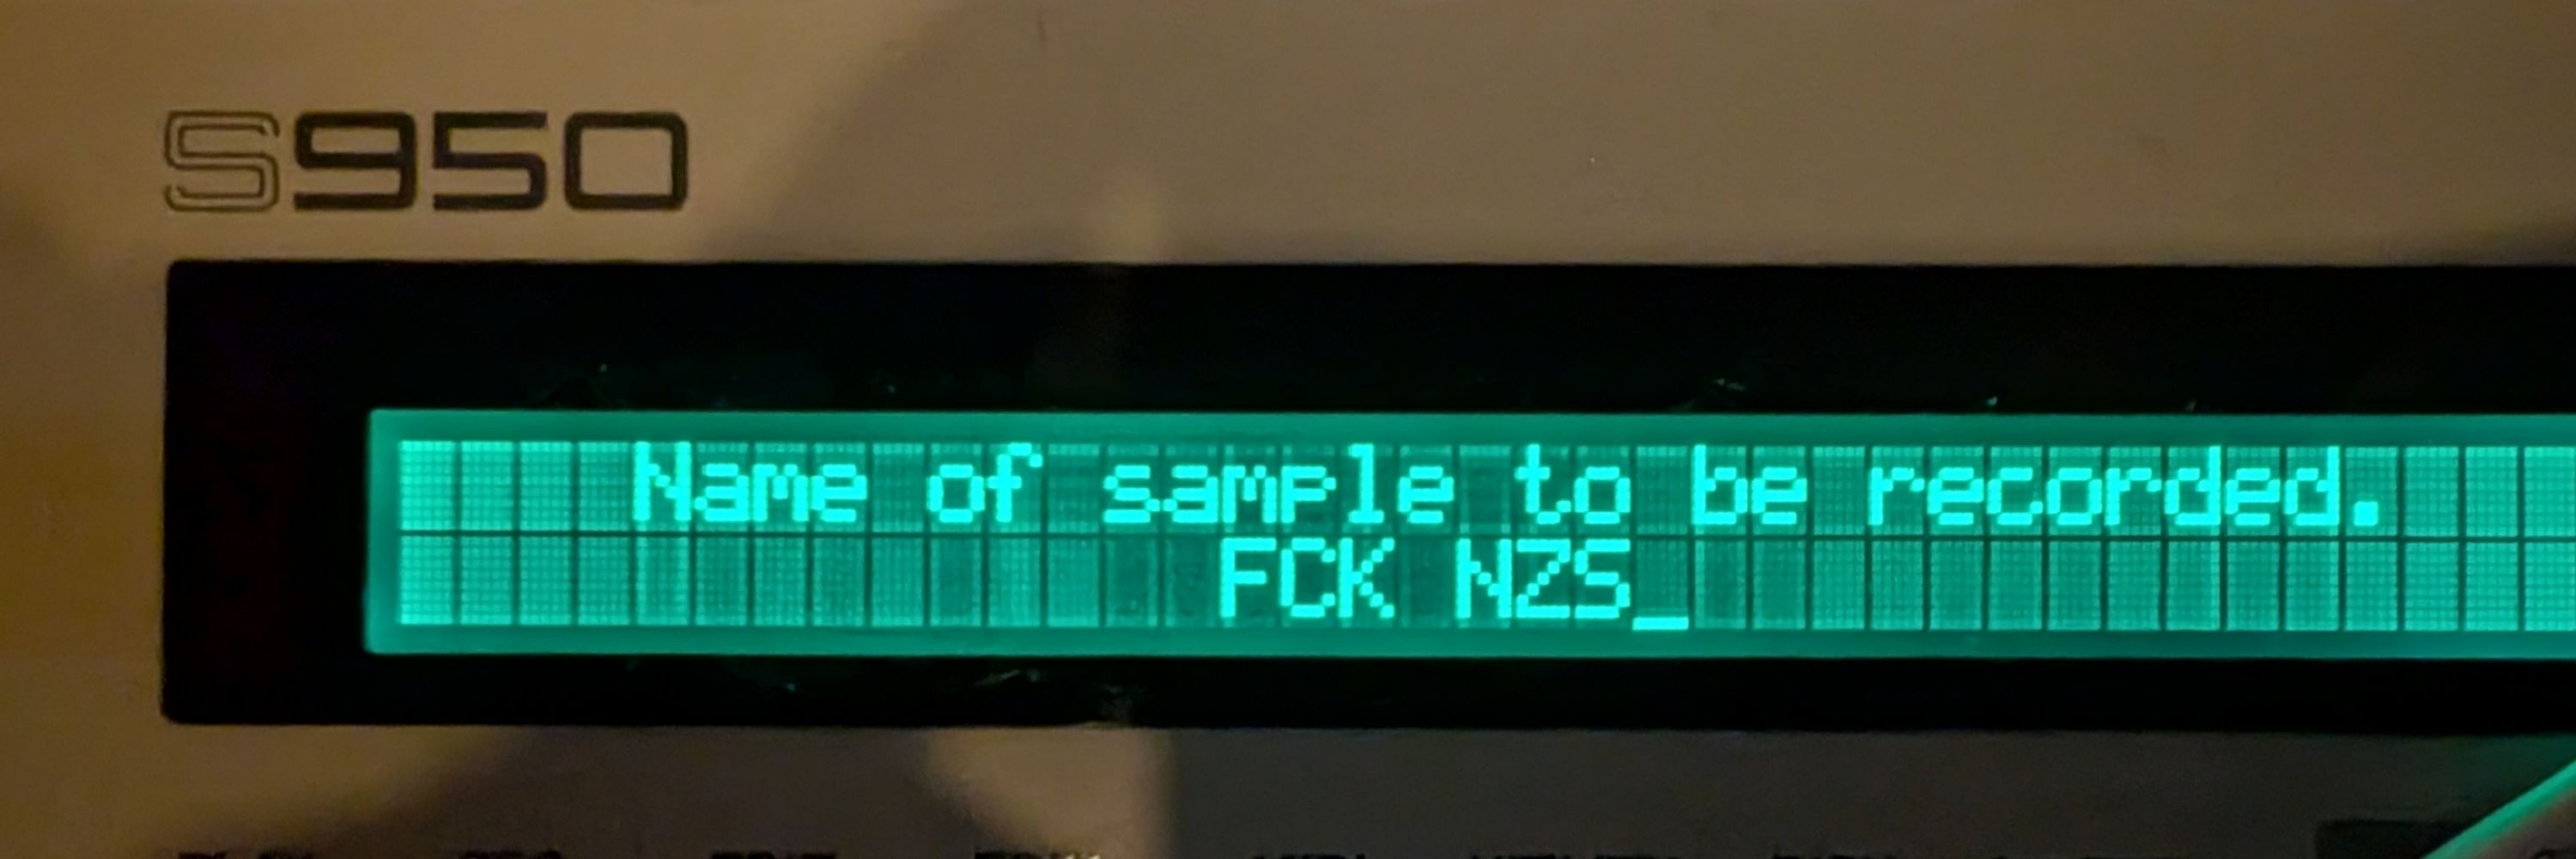 S950
Name of sample to be recorded.
FCK NZS_